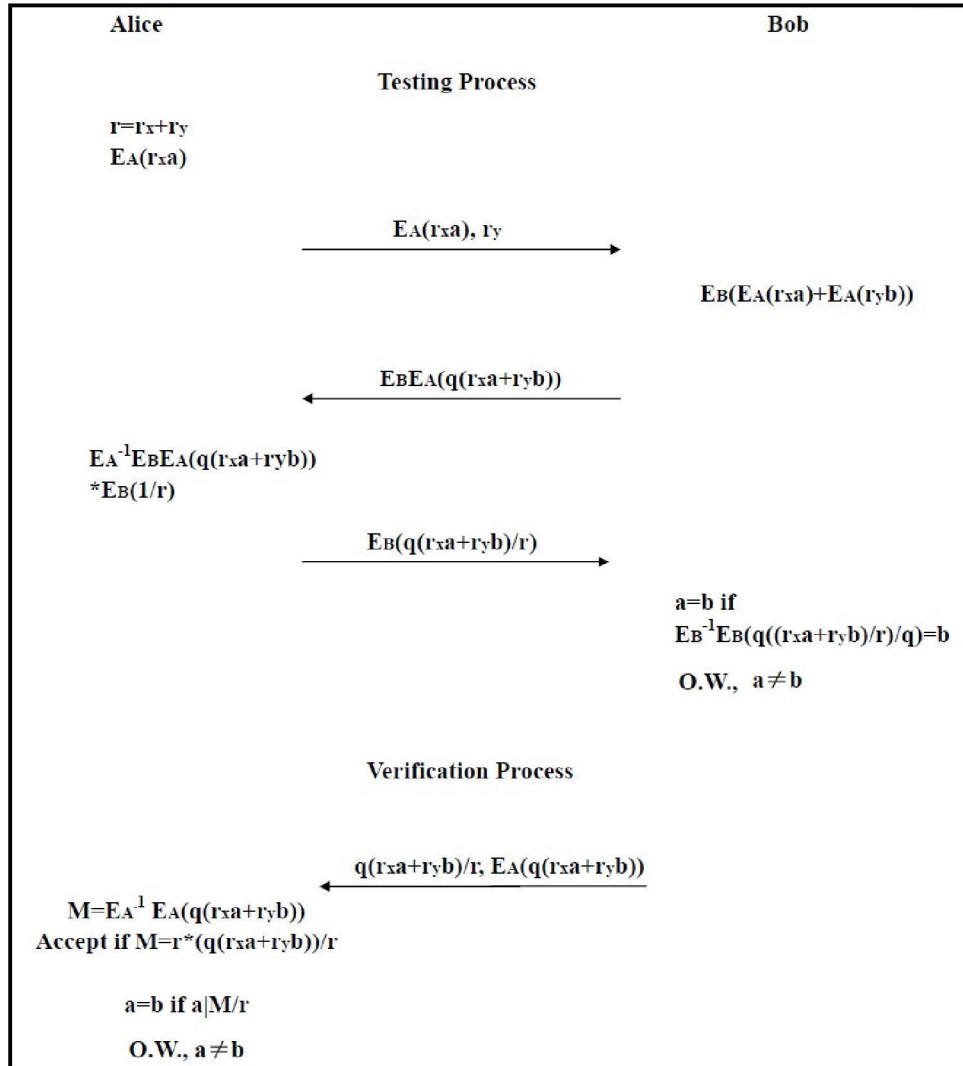 Alice Bob
Testing Process
r=rx+ry
EA(rxa)
EA(rxa), ry
EB(EA(rxa)+EA(ryb))
EBEA(q(rxa+ryb))
EA⁻¹EBEA(q(rxa+ryb))
*EB(1/r)
EB(q(rxa+ryb)/r)
a=b if
EB⁻¹EB(q((rxa+ryb)/r)/q)=b
O.W., a≠b
Verification Process
q(rxa+ryb)/r, EA(q(rxa+ryb))
M=EA⁻¹ EA(q(rxa+ryb))
Accept if M=r*(q(rxa+ryb))/r
a=b if a|M/r
O.W., a≠b